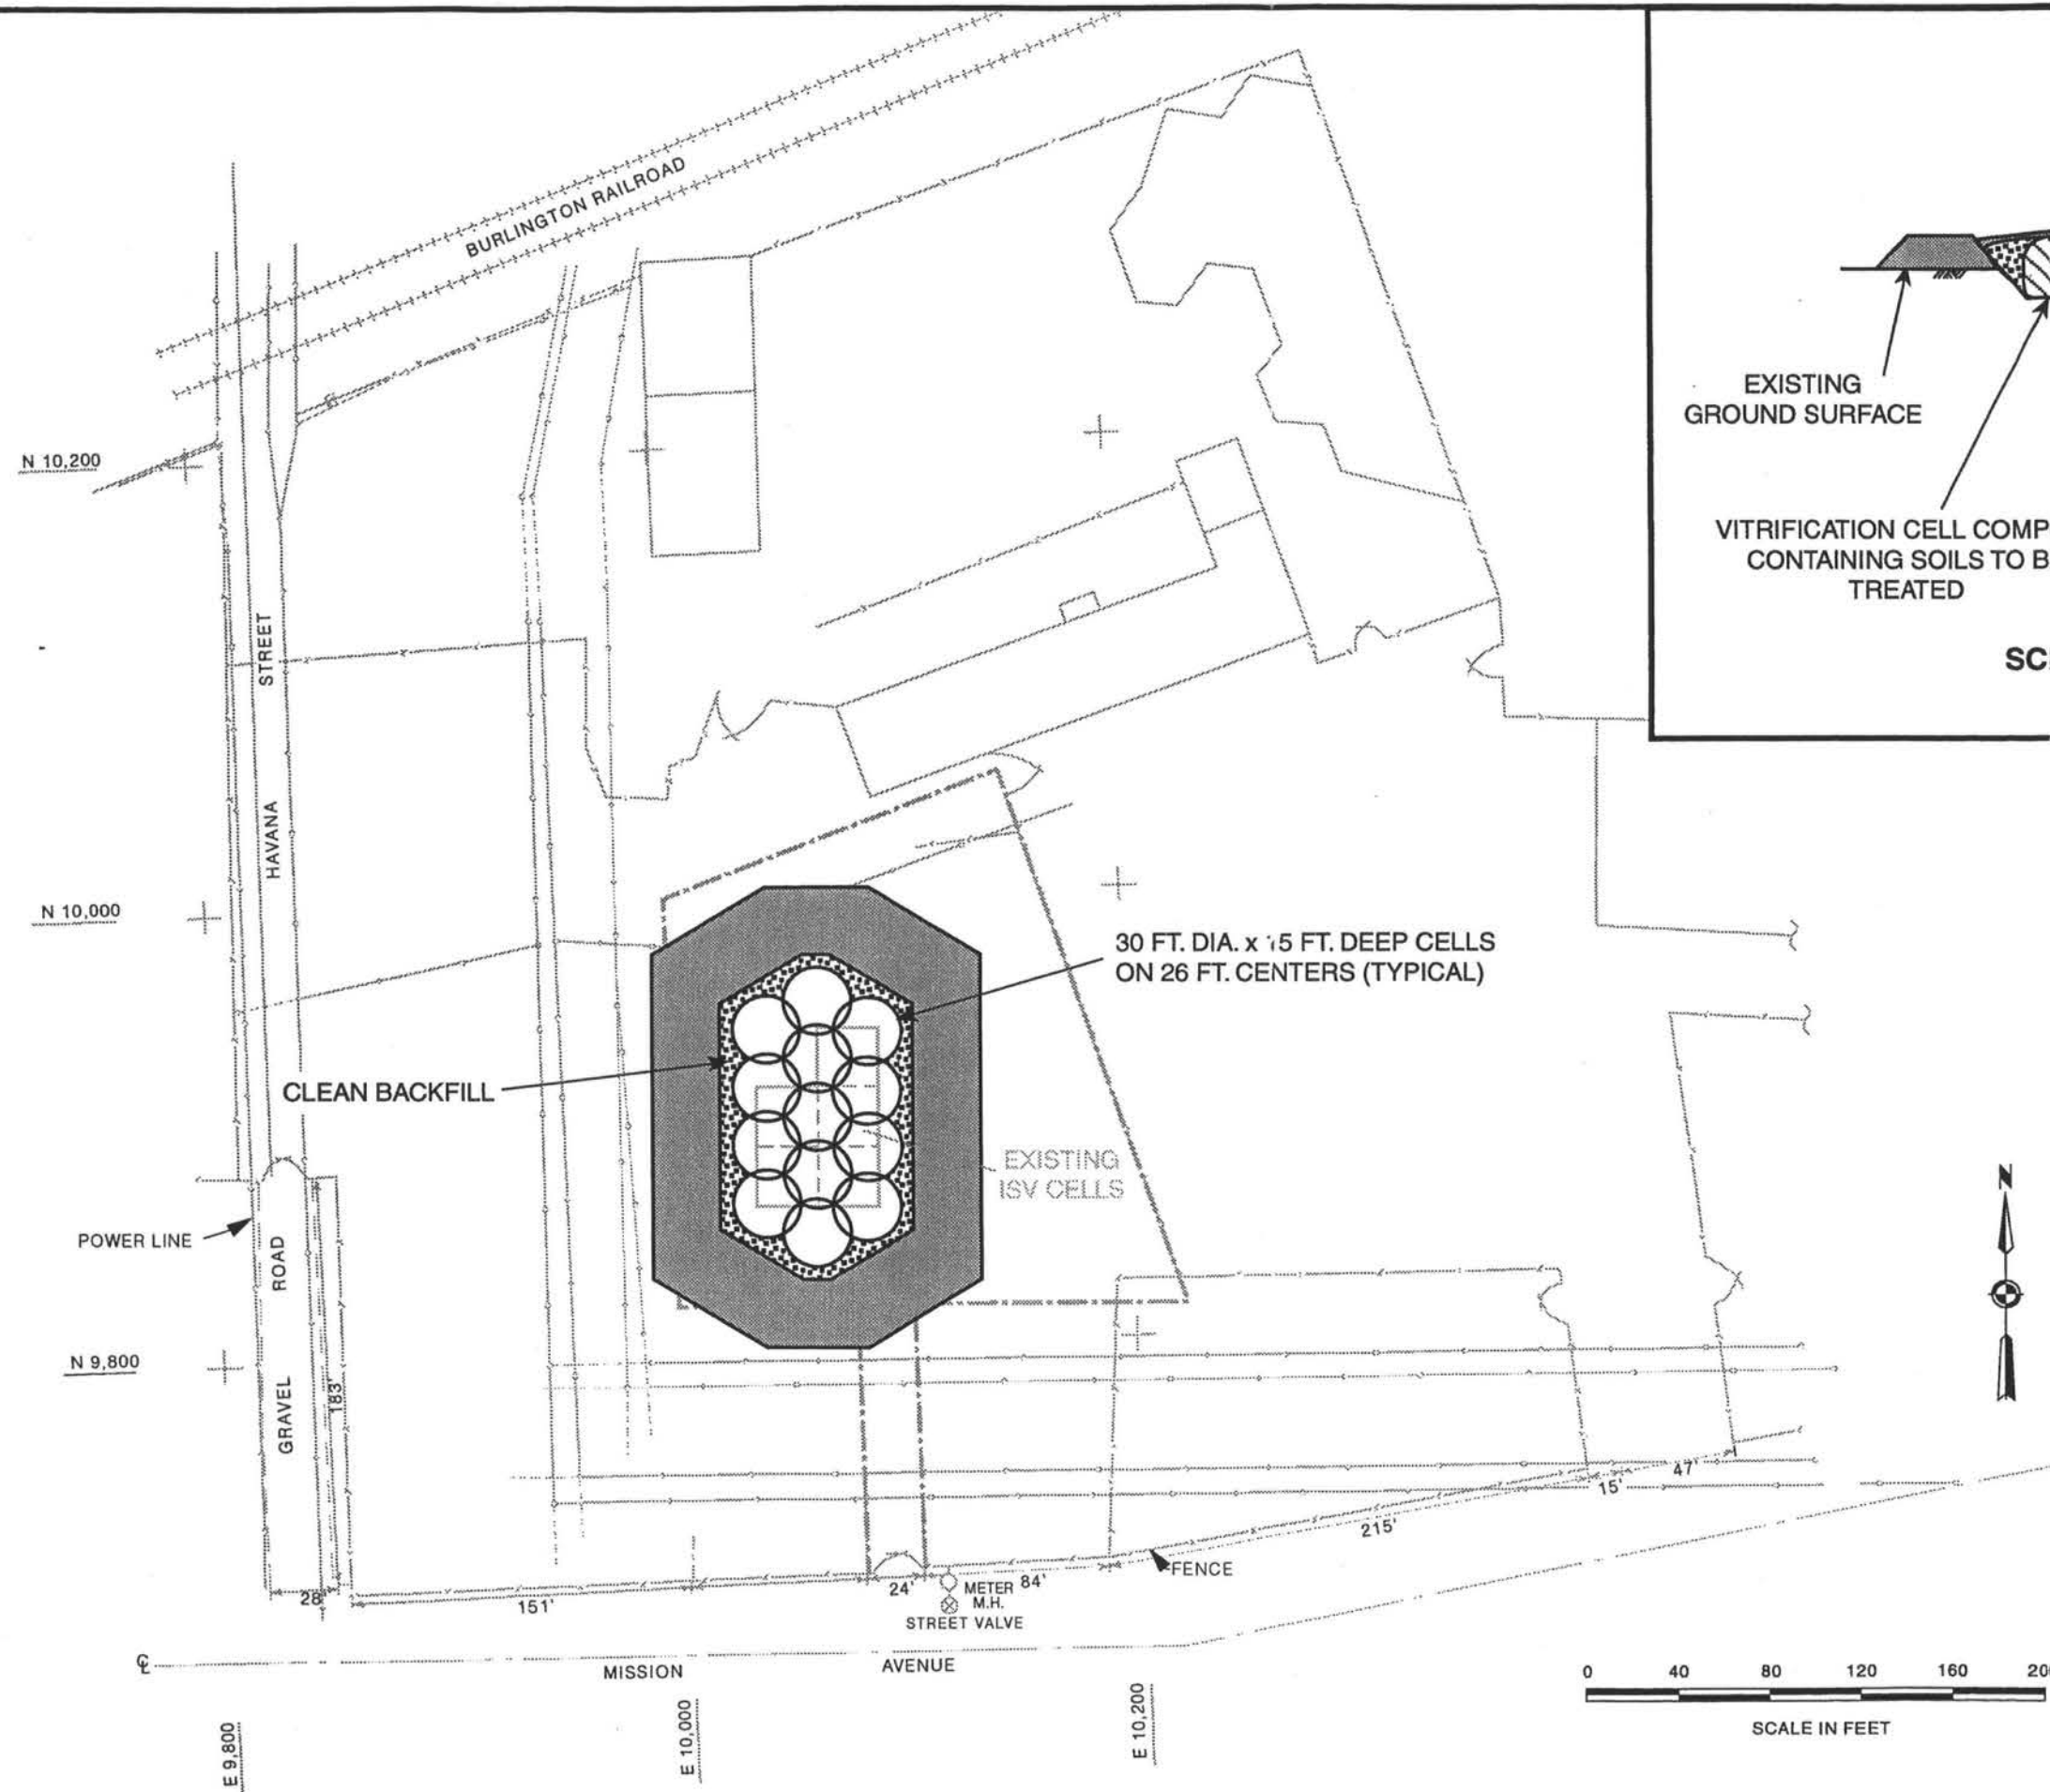 BURLINGTON RAILROAD
EXISTING
GROUND SURFACE
N 10,200
VITRIFICATION CELL COMP
CONTAINING SOILS TO B
TREATED
STREET
SC
HAVANA
N 10,000
30 FT. DIA. x 15 FT. DEEP CELLS
ON 26 FT. CENTERS (TYPICAL)
CLEAN BACKFILL
EXISTING
ISV CELLS
N
POWER LINE
ROAD
N 9,800
183'
GRAVEL
47'
15'
215'
FENCE
28'
151'
24'
METER 84'
M.H.
STREET VALVE
℄
MISSION AVENUE
0 40 80 120 160 20
SCALE IN FEET
E 9,800
E 10,000
E 10,200